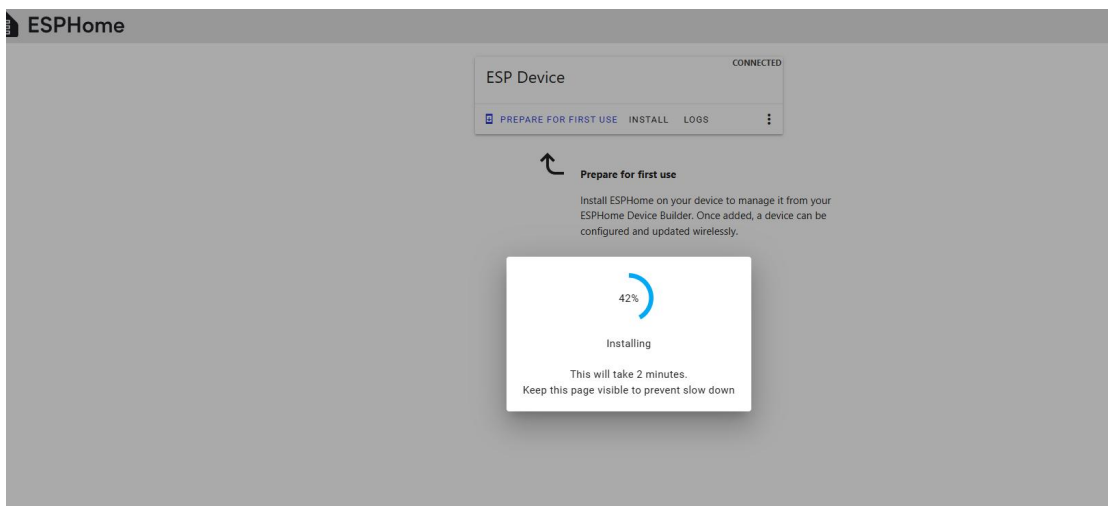 ESPHome
CONNECTED
ESP Device
PREPARE FOR FIRST USE INSTALL LOGS
Prepare for first use
Install ESPHome on your device to manage it from your
ESPHome Device Builder. Once added, a device can be
configured and updated wirelessly.
42%
Installing
This will take 2 minutes.
Keep this page visible to prevent slow down